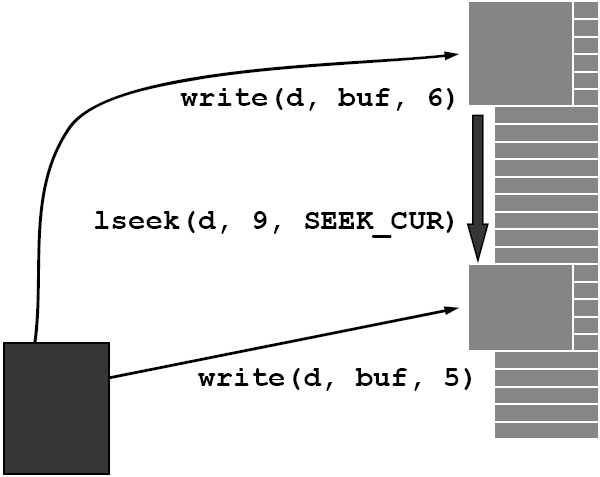 write(d, buf, 6)
lseek(d, 9, SEEK_CUR)
write(d, buf, 5)